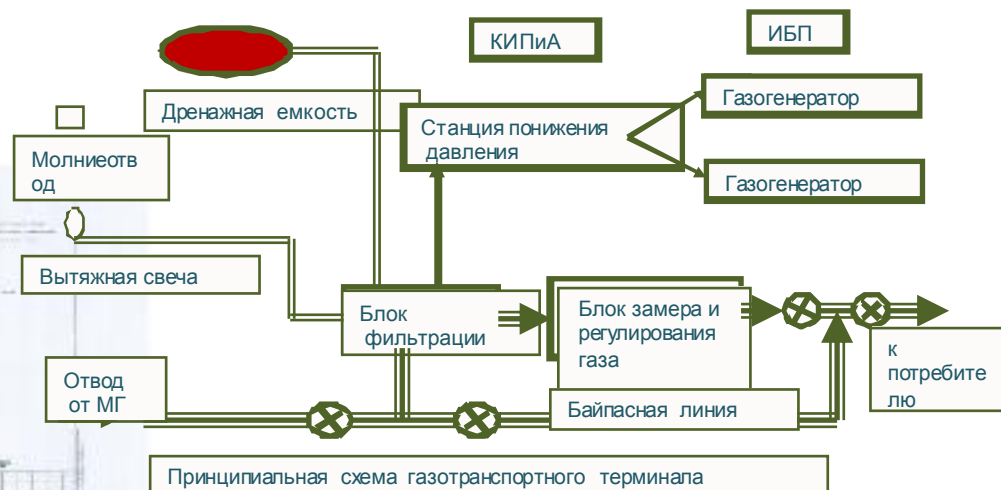 КИПиА
ИБП
Дренажная емкость
Станция понижения
давления
Газогенератор
Газогенератор
Молниеотв
од
Вытяжная свеча
Блок
фильтрации
Блок замера и
регулирования
газа
к
потребите
лю
Отвод
от МГ
Байпасная линия
Принципиальная схема газотранспортного терминала